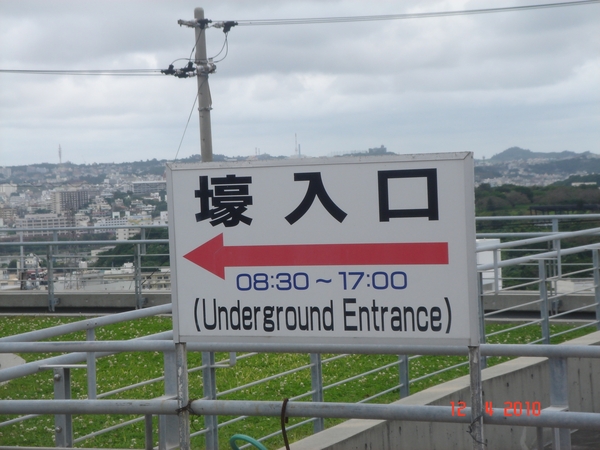 壕入口
08:30～17:00
(Underground Entrance)
12 4 2010